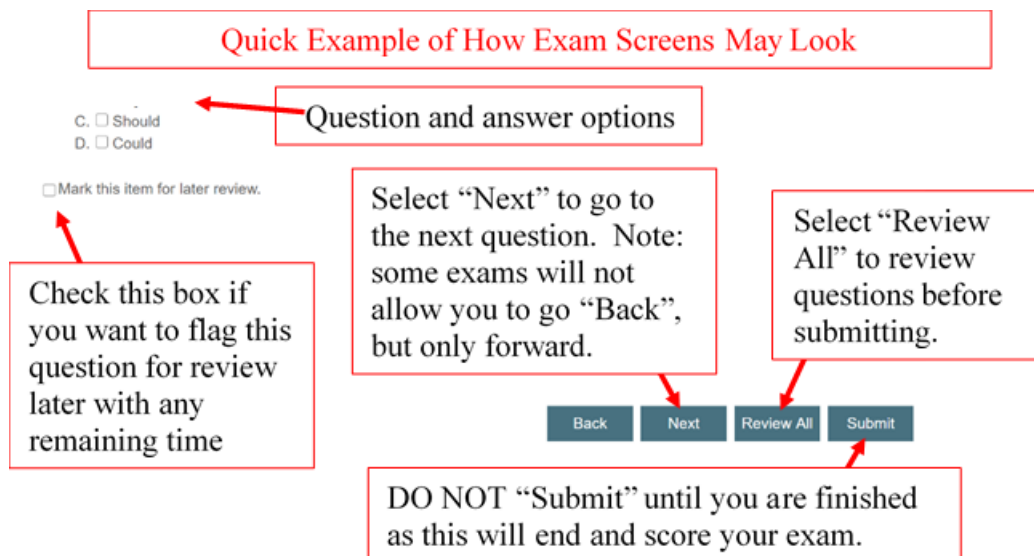 Quick Example of How Exam Screens May Look
C. Should
D. Could
Question and answer options
Mark this item for later review.
Select “Next” to go to
the next question. Note:
some exams will not
allow you to go “Back”,
but only forward.
Select “Review
All” to review
questions before
submitting.
Check this box if
you want to flag this
question for review
later with any
remaining time
Back
Next
Review All
Submit
DO NOT “Submit” until you are finished
as this will end and score your exam.